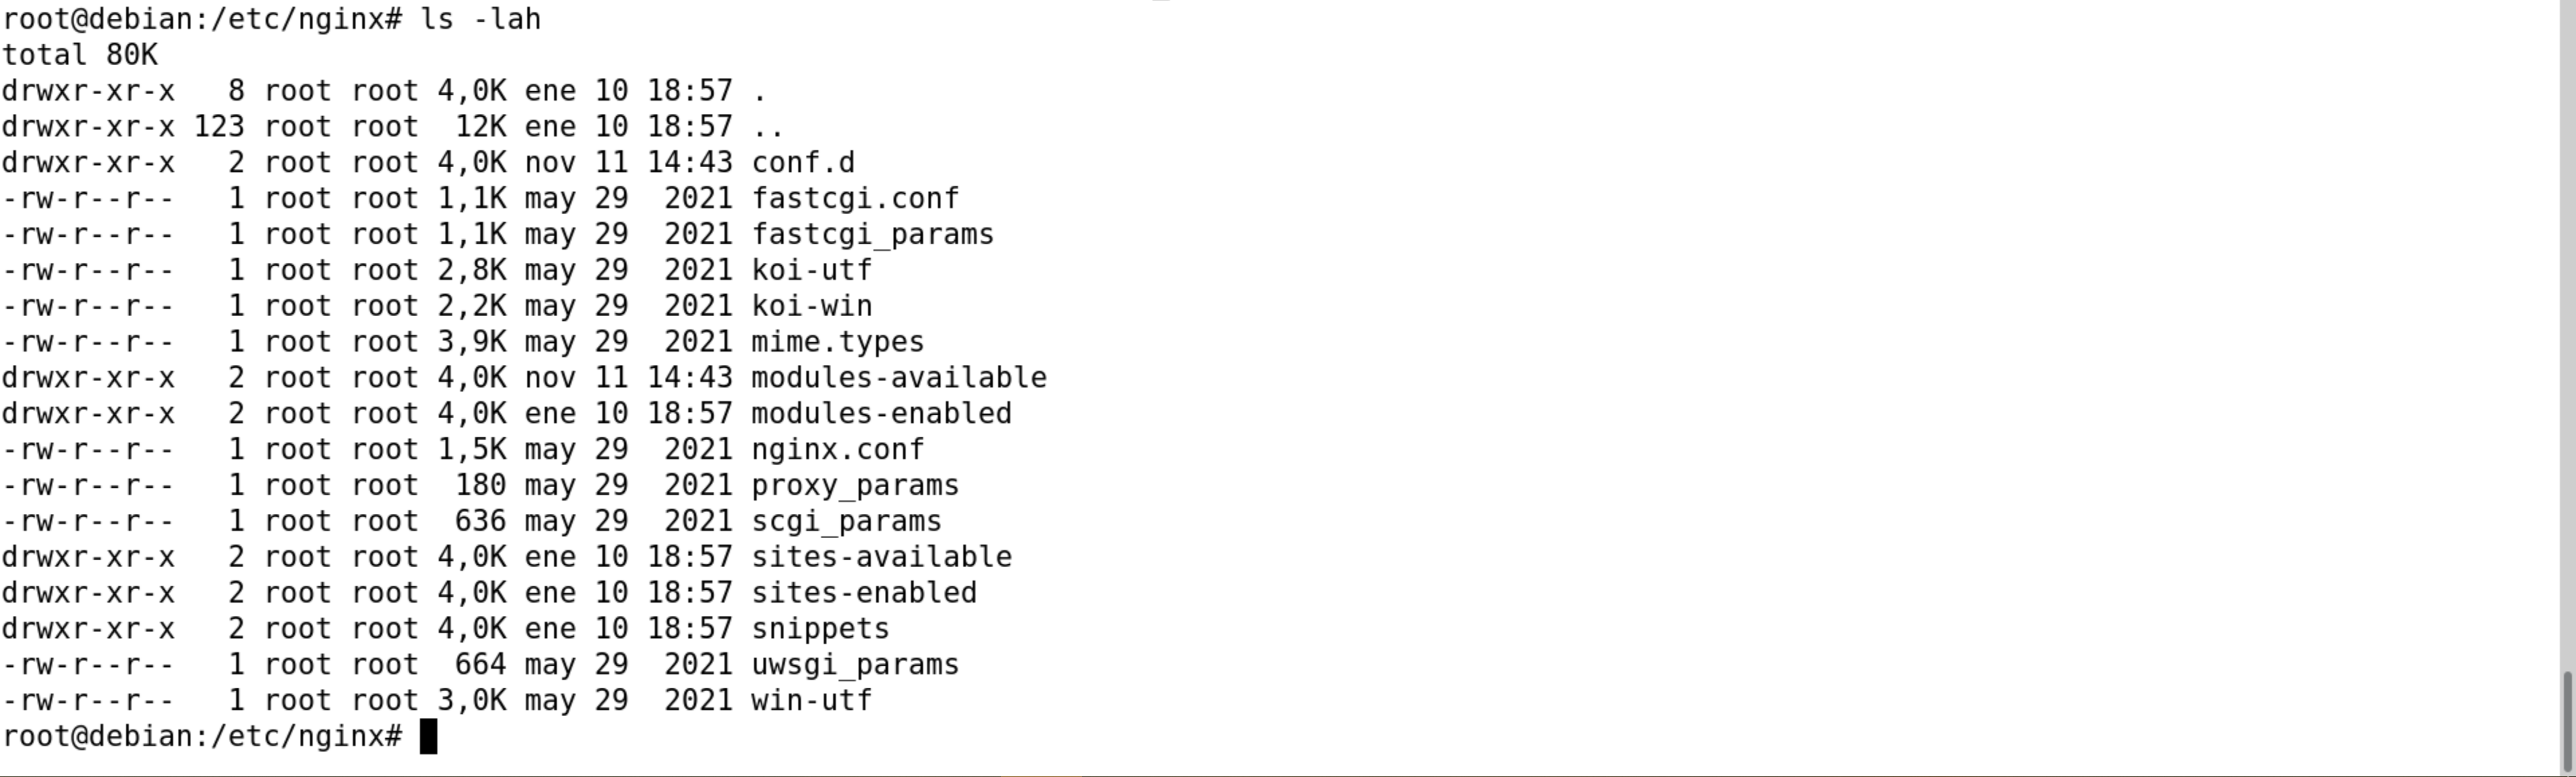 root@debian:/etc/nginx# ls -lah
total 80K
drwxr-xr-x   8 root root 4,0K ene 10 18:57 .
drwxr-xr-x 123 root root  12K ene 10 18:57 ..
drwxr-xr-x   2 root root 4,0K nov 11 14:43 conf.d
-rw-r--r--   1 root root 1,1K may 29  2021 fastcgi.conf
-rw-r--r--   1 root root 1,1K may 29  2021 fastcgi_params
-rw-r--r--   1 root root 2,8K may 29  2021 koi-utf
-rw-r--r--   1 root root 2,2K may 29  2021 koi-win
-rw-r--r--   1 root root 3,9K may 29  2021 mime.types
drwxr-xr-x   2 root root 4,0K nov 11 14:43 modules-available
drwxr-xr-x   2 root root 4,0K ene 10 18:57 modules-enabled
-rw-r--r--   1 root root 1,5K may 29  2021 nginx.conf
-rw-r--r--   1 root root  180 may 29  2021 proxy_params
-rw-r--r--   1 root root  636 may 29  2021 scgi_params
drwxr-xr-x   2 root root 4,0K ene 10 18:57 sites-available
drwxr-xr-x   2 root root 4,0K ene 10 18:57 sites-enabled
drwxr-xr-x   2 root root 4,0K ene 10 18:57 snippets
-rw-r--r--   1 root root  664 may 29  2021 uwsgi_params
-rw-r--r--   1 root root 3,0K may 29  2021 win-utf
root@debian:/etc/nginx#